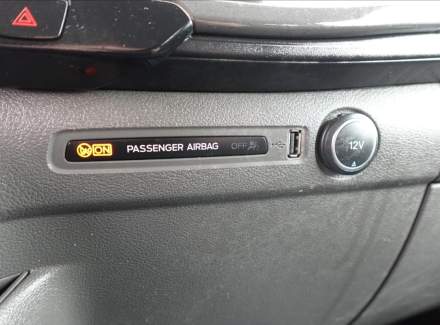 ON PASSENGER AIRBAG OFF
12V